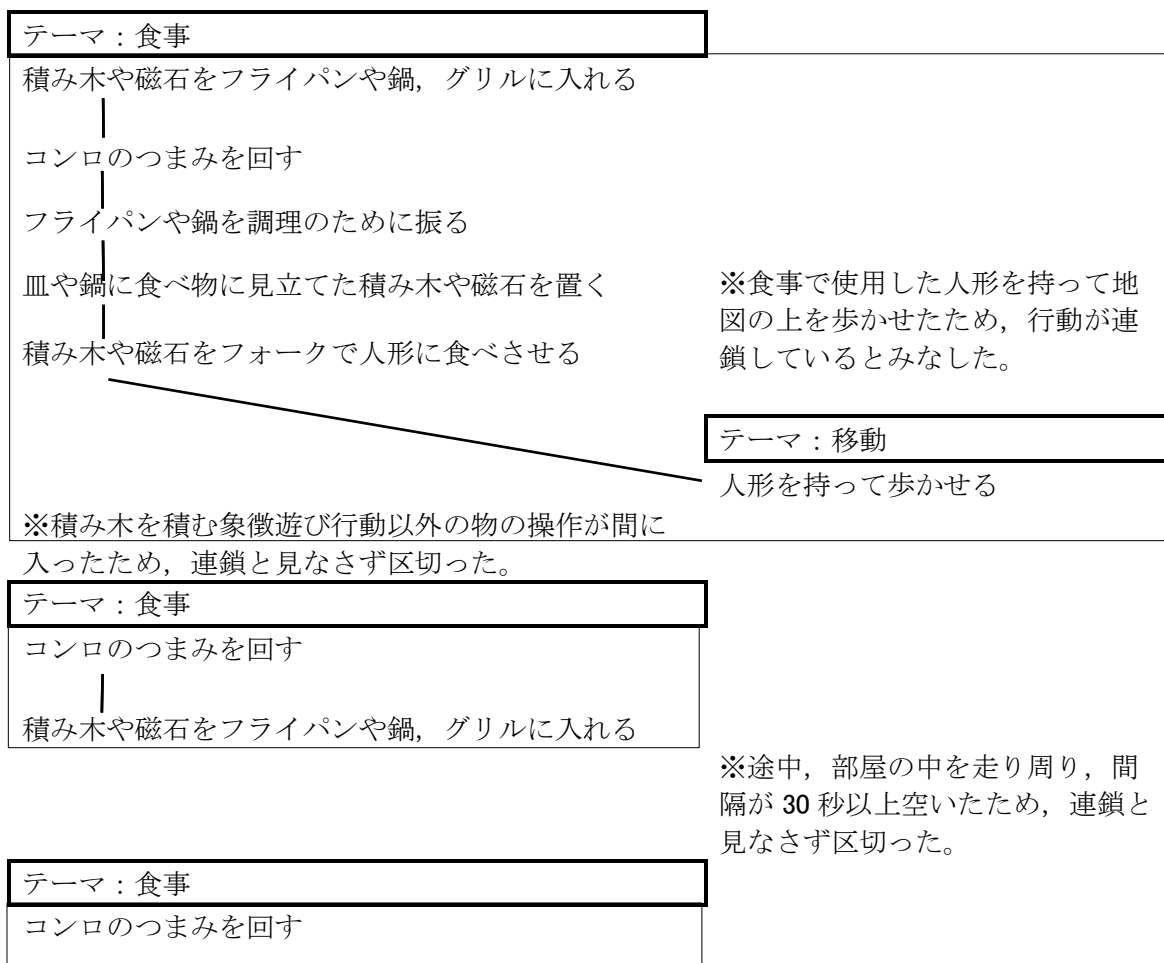 テーマ：食事
積み木や磁石をフライパンや鍋，グリルに入れる
コンロのつまみを回す
フライパンや鍋を調理のために振る
皿や鍋に食べ物に見立てた積み木や磁石を置く
積み木や磁石をフォークで人形に食べさせる
※食事で使用した人形を持って地
図の上を歩かせたため，行動が連
鎖しているとみなした。
テーマ：移動
人形を持って歩かせる
※積み木を積む象徴遊び行動以外の物の操作が間に
入ったため，連鎖と見なさず区切った。
テーマ：食事
コンロのつまみを回す
積み木や磁石をフライパンや鍋，グリルに入れる
※途中，部屋の中を走り周り，間
隔が 30 秒以上空いたため，連鎖と
見なさず区切った。
テーマ：食事
コンロのつまみを回す